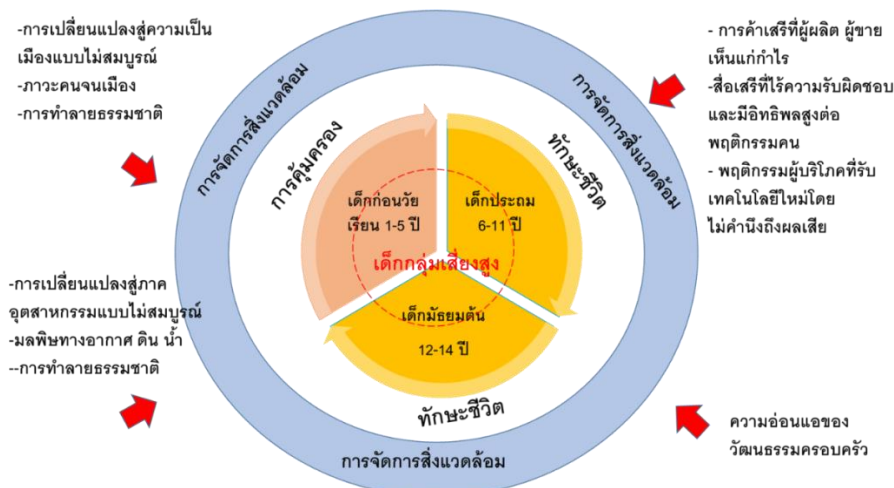 -การเปลี่ยนแปลงสู่ความเป็น
เมืองแบบไม่สมบูรณ์
-ภาวะคนจนเมือง
-การทำลายธรรมชาติ
- การค้าเสรีที่ผู้ผลิต ผู้ขาย
เห็นแก่กำไร
-สื่อเสรีที่ไร้ความรับผิดชอบ
และมีอิทธิพลสูงต่อ
พฤติกรรมคน
- พฤติกรรมผู้บริโภคที่รับ
เทคโนโลยีใหม่โดย
ไม่คำนึงถึงผลเสีย
การจัดการสิ่งแวดล้อม
การจัดการสิ่งแวดล้อม
การคุ้มครอง
ทักษะชีวิต
เด็กก่อนวัย
เรียน 1-5 ปี
เด็กประถม
6-11 ปี
เด็กกลุ่มเสี่ยงสูง
เด็กมัธยมต้น
12-14 ปี
ทักษะชีวิต
การจัดการสิ่งแวดล้อม
-การเปลี่ยนแปลงสู่ภาค
อุตสาหกรรมแบบไม่สมบูรณ์
-มลพิษทางอากาศ ดิน น้ำ
--การทำลายธรรมชาติ
ความอ่อนแอของ
วัฒนธรรมครอบครัว